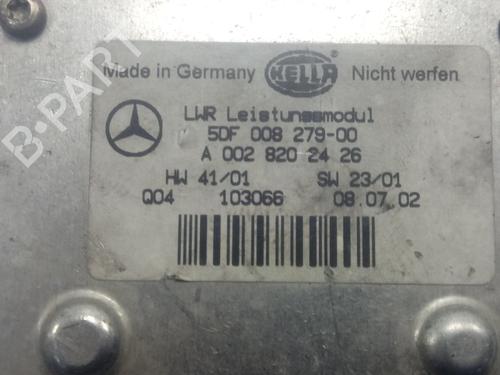 Made in Germany HELLA Nicht werfen
LWR Leistungsmodul
5DF 008 279-00
A 002 820 24 26
HW 41/01 SW 23/01
Q04 103066 08.07.02
B-PARTS